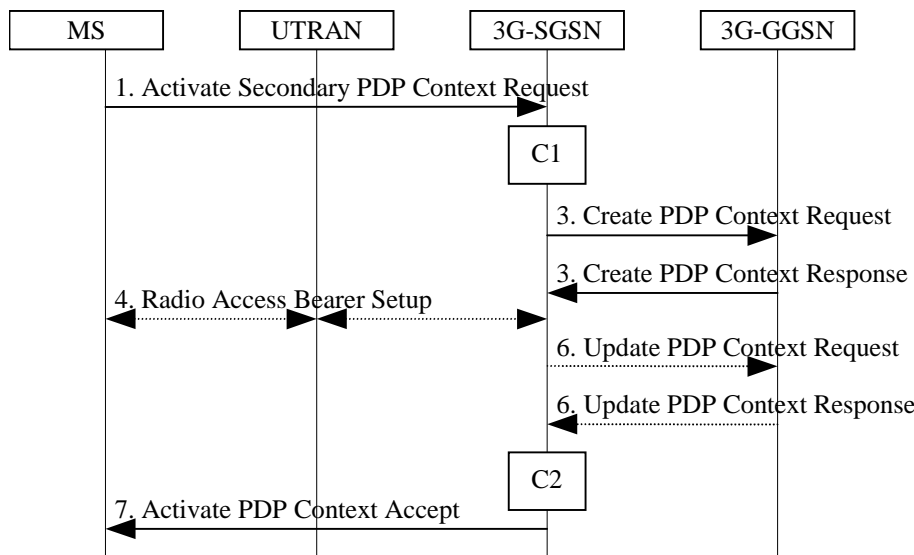 MS UTRAN 3G-SGSN 3G-GGSN
1. Activate Secondary PDP Context Request
C1
3. Create PDP Context Request
3. Create PDP Context Response
4. Radio Access Bearer Setup
6. Update PDP Context Request
6. Update PDP Context Response
C2
7. Activate PDP Context Accept